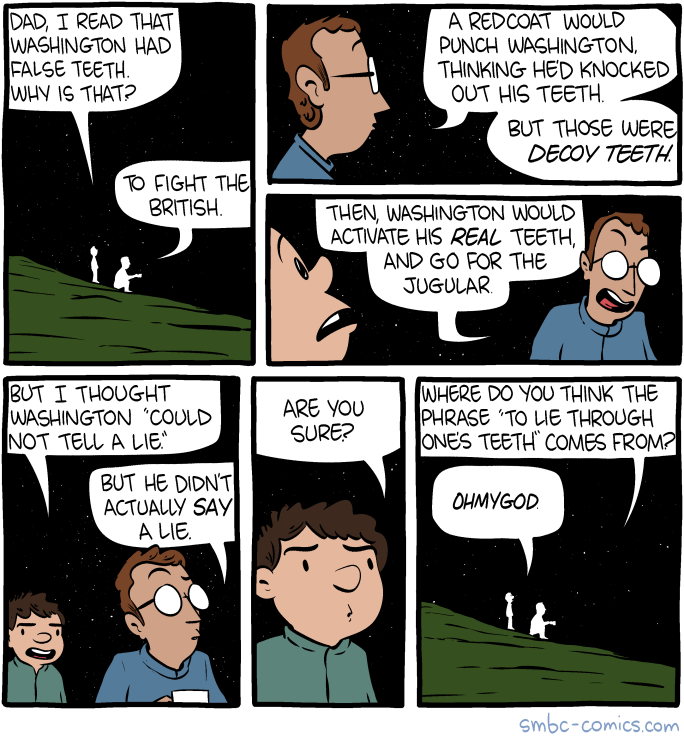 DAD, I READ THAT
WASHINGTON HAD
FALSE TEETH.
WHY IS THAT?
TO FIGHT THE
BRITISH.
A REDCOAT WOULD
PUNCH WASHINGTON,
THINKING HE'D KNOCKED
OUT HIS TEETH.
BUT THOSE WERE
DECOY TEETH.
THEN, WASHINGTON WOULD
ACTIVATE HIS REAL TEETH,
AND GO FOR THE
JUGULAR.
BUT I THOUGHT
WASHINGTON "COULD
NOT TELL A LIE."
BUT HE DIDN'T
ACTUALLY SAY
A LIE.
ARE YOU
SURE?
WHERE DO YOU THINK THE
PHRASE "TO LIE THROUGH
ONE'S TEETH" COMES FROM?
OHMYGOD.
smbc-comics.com